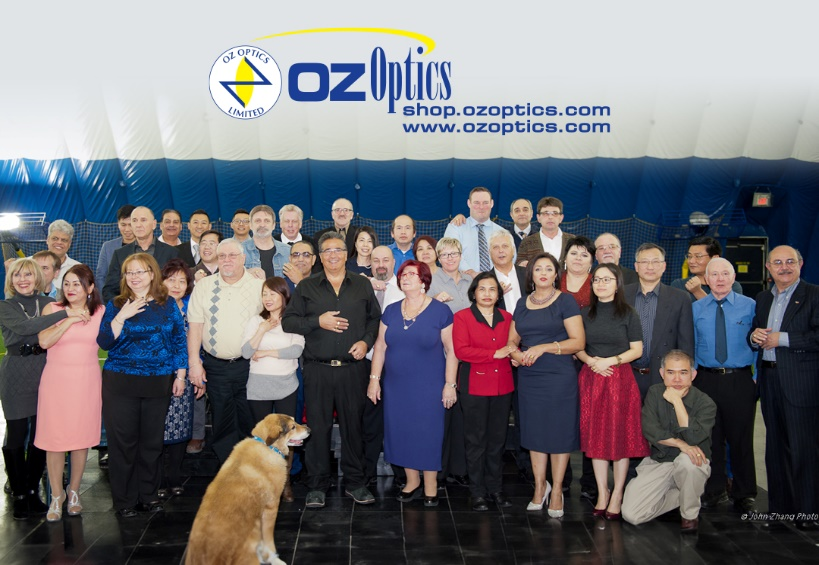 OZ OPTICS
LIMITED
OZ Optics
shop.ozoptics.com
www.ozoptics.com
© John Zhang Photo